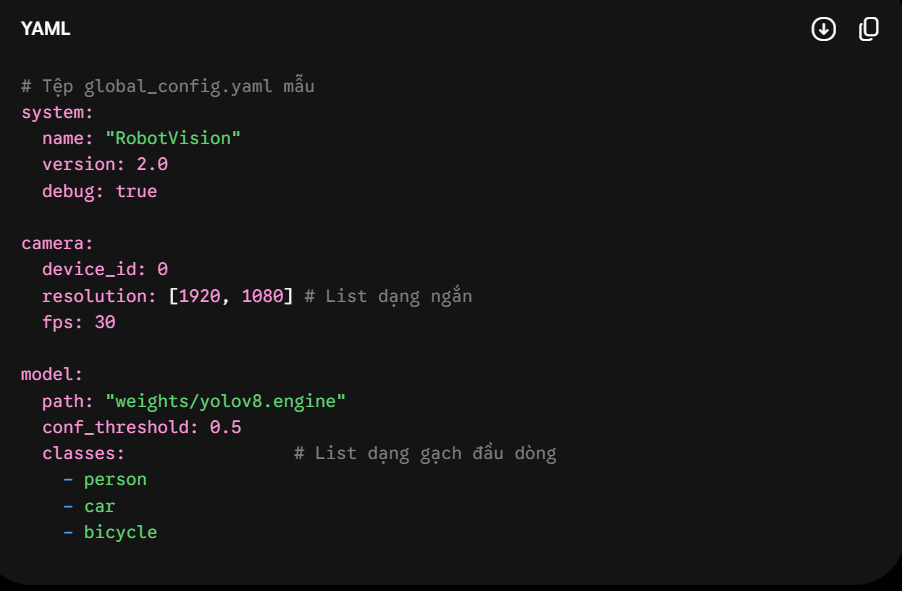 YAML
# Tệp global_config.yaml mẫu
system:
  name: "RobotVision"
  version: 2.0
  debug: true

camera:
  device_id: 0
  resolution: [1920, 1080] # List dạng ngắn
  fps: 30

model:
  path: "weights/yolov8.engine"
  conf_threshold: 0.5
  classes:                # List dạng gạch đầu dòng
    - person
    - car
    - bicycle